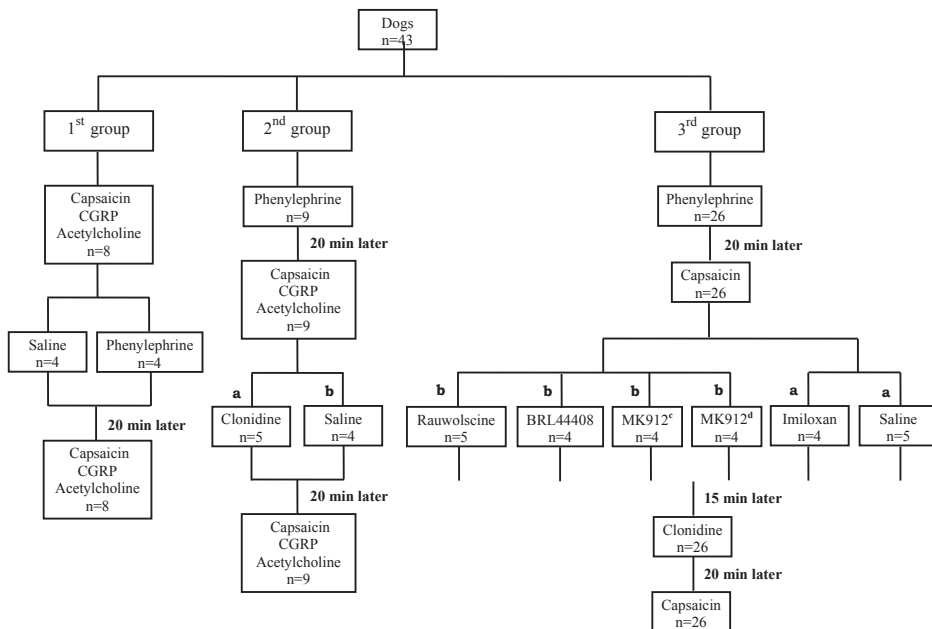 Dogs
n=43
1st group
2nd group
3rd group
Capsaicin
CGRP
Acetylcholine
n=8
Phenylephrine
n=9
Phenylephrine
n=26
20 min later
20 min later
Capsaicin
CGRP
Acetylcholine
n=9
Capsaicin
n=26
Saline
n=4
Phenylephrine
n=4
a
b
b
b
b
b
a
a
Clonidine
n=5
Saline
n=4
Rauwolscine
n=5
BRL44408
n=4
MK912c
n=4
MK912d
n=4
Imiloxan
n=4
Saline
n=5
20 min later
Capsaicin
CGRP
Acetylcholine
n=8
20 min later
Capsaicin
CGRP
Acetylcholine
n=9
15 min later
Clonidine
n=26
20 min later
Capsaicin
n=26